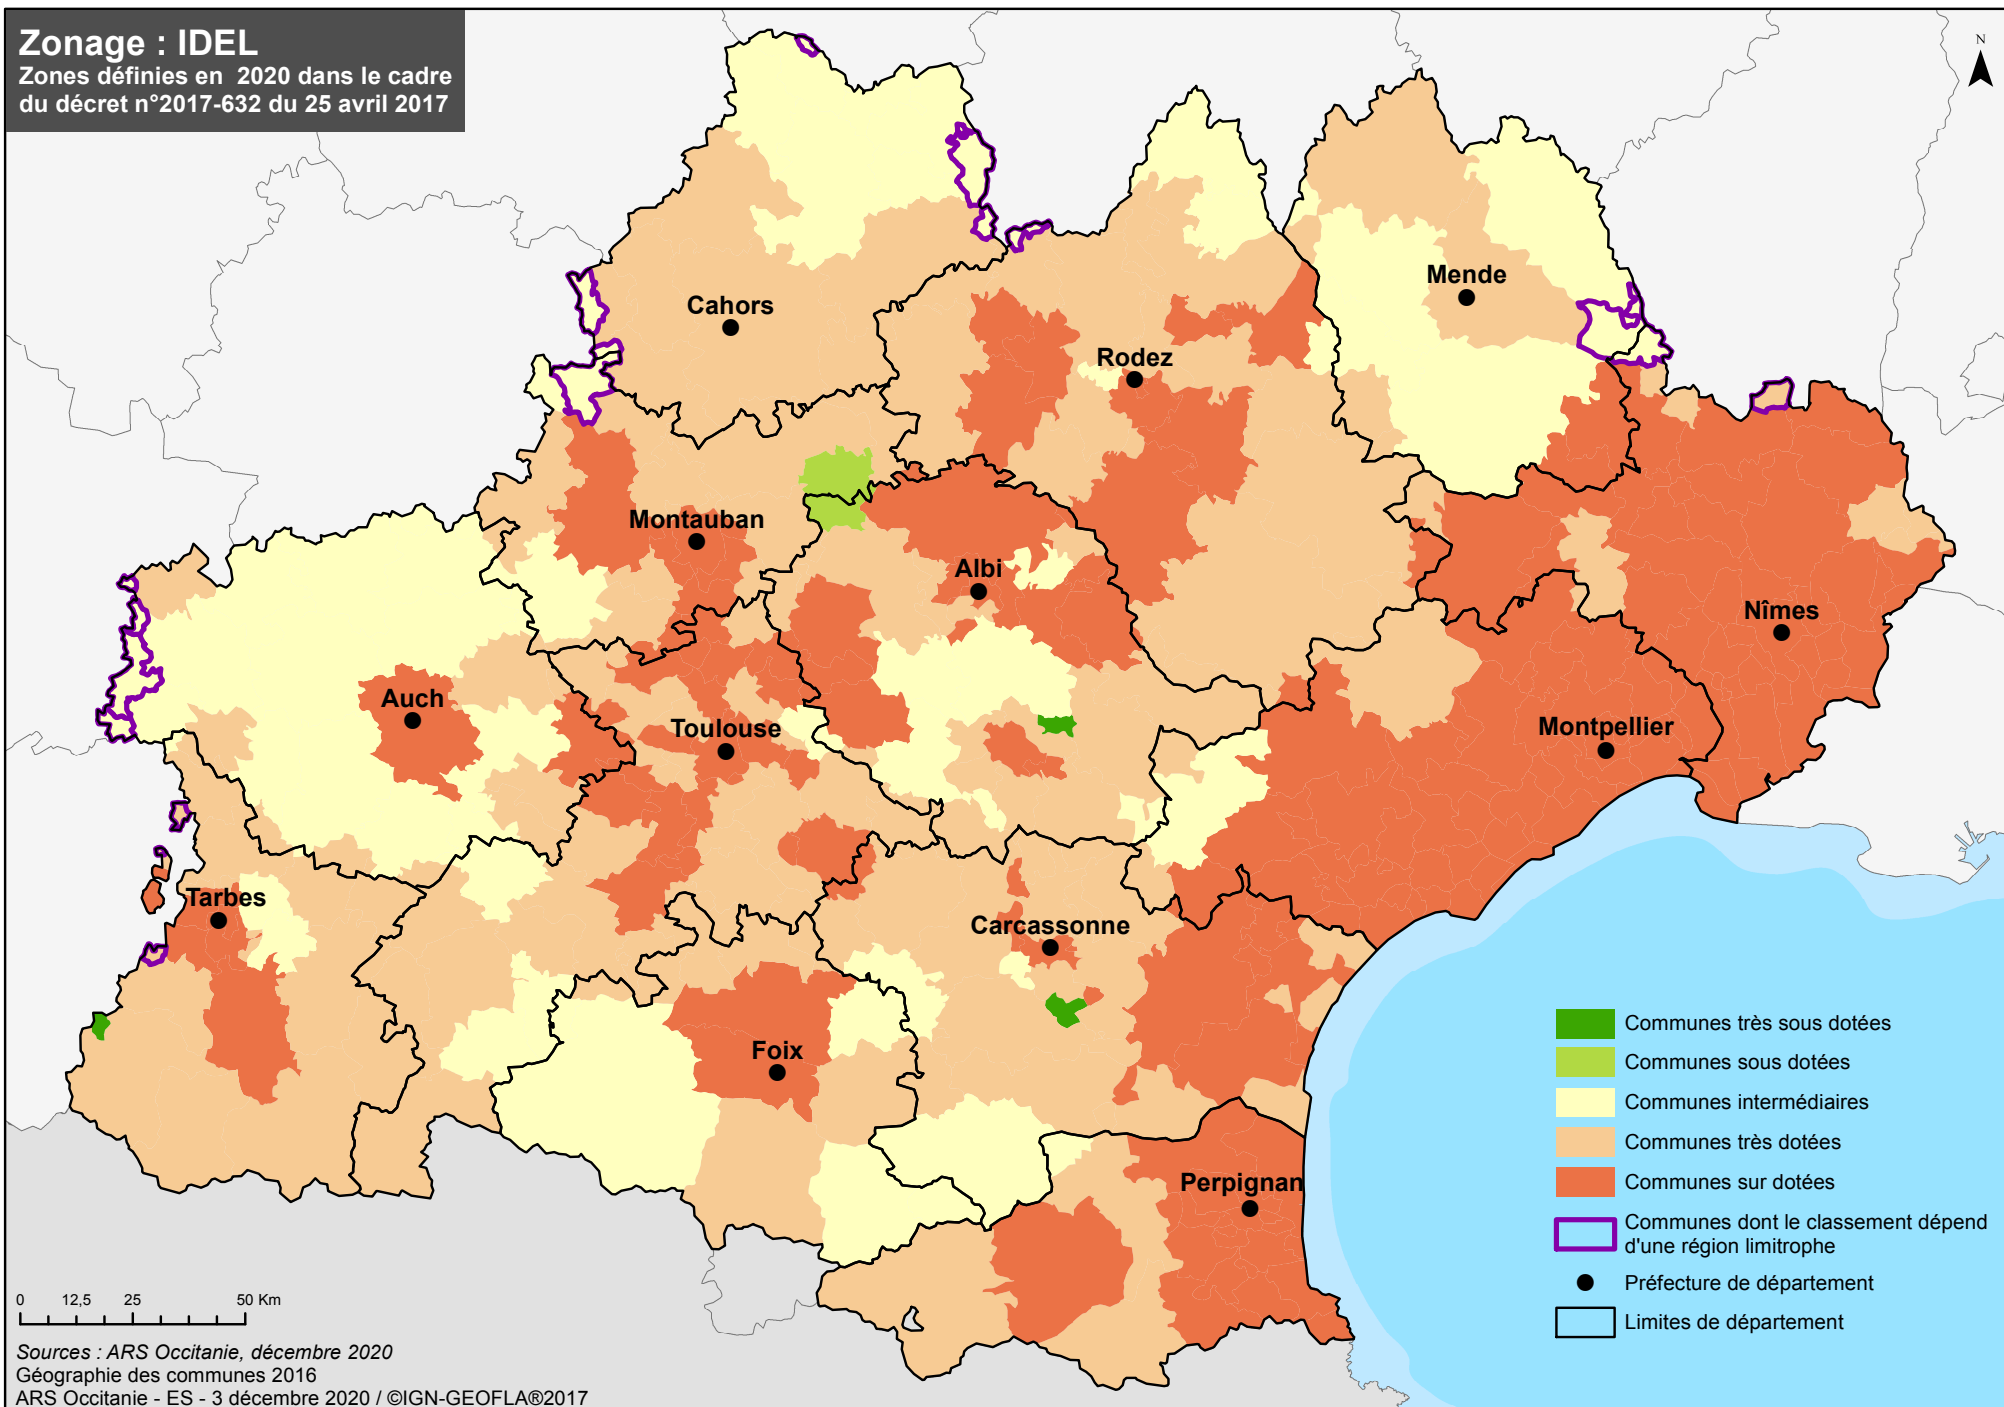 Zonage : IDEL
Zones définies en 2020 dans le cadre
du décret n°2017-632 du 25 avril 2017
N
Mende
Cahors
Rodez
Montauban
Albi
Nîmes
Auch
Toulouse
Montpellier
Tarbes
Carcassonne
Foix
Perpignan
Communes très sous dotées
Communes sous dotées
Communes intermédiaires
Communes très dotées
Communes sur dotées
Communes dont le classement dépend
d'une région limitrophe
Préfecture de département
Limites de département
0 12,5 25 50 Km
Sources : ARS Occitanie, décembre 2020
Géographie des communes 2016
ARS Occitanie - ES - 3 décembre 2020 / ©IGN-GEOFLA®2017